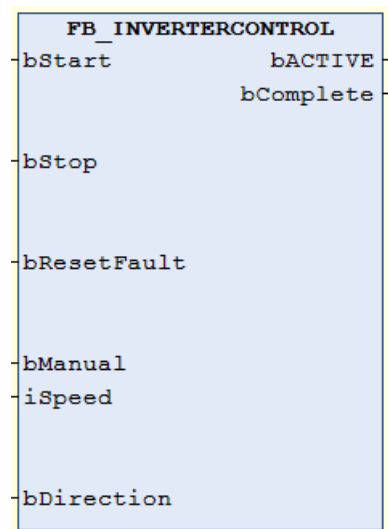 FB_INVERTERCONTROL
bStart bACTIVE
bComplete
bStop
bResetFault
bManual
iSpeed
bDirection